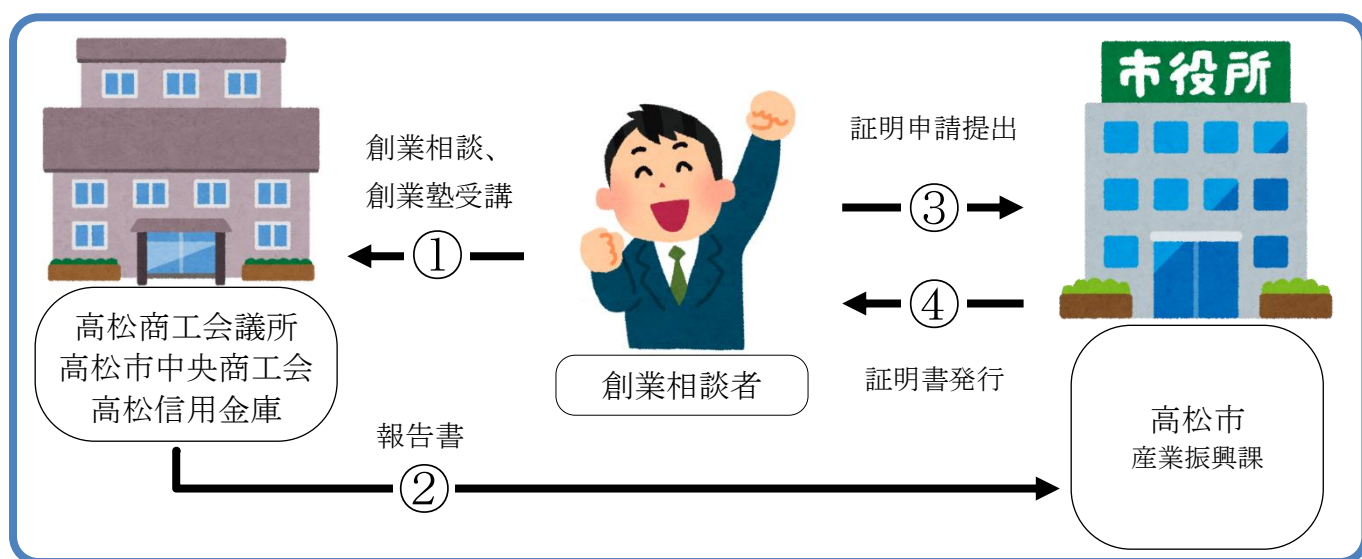 創業相談、
創業塾受講
①
高松商工会議所
高松市中央商工会
高松信用金庫
創業相談者
報告書
②
証明申請提出
③
④
証明書発行
市役所
高松市
産業振興課